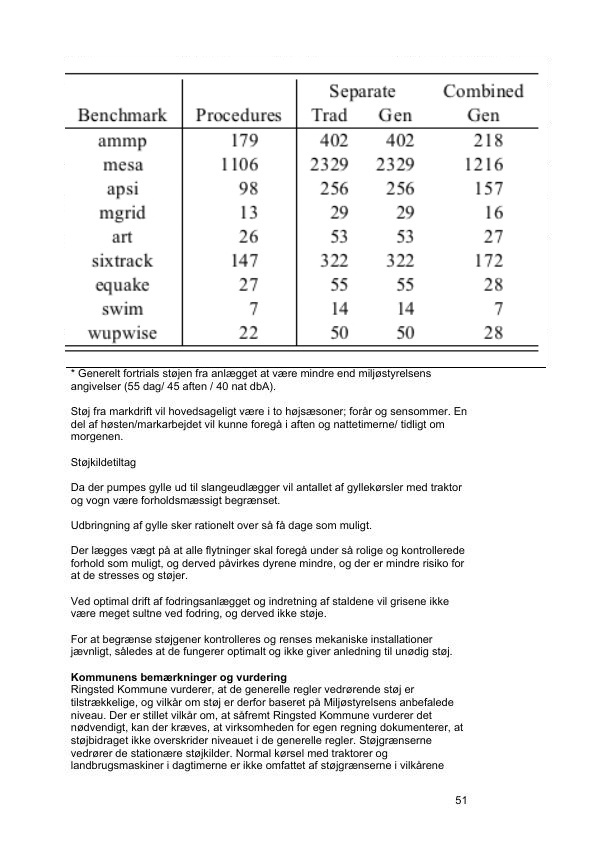 Separate Combined
Benchmark Procedures Trad Gen Gen
ammp 179 402 402 218
mesa 1106 2329 2329 1216
apsi 98 256 256 157
mgrid 13 29 29 16
art 26 53 53 27
sixtrack 147 322 322 172
equake 27 55 55 28
swim 7 14 14 7
wupwise 22 50 50 28
* Generelt fortrials støjen fra anlægget at være mindre end miljøstyrelsens
angivelser (55 dag/ 45 aften / 40 nat dbA).
Støj fra markdrift vil hovedsageligt være i to højsæsoner; forår og sensommer. En
del af høsten/markarbejdet vil kunne foregå i aften og nattetimerne/ tidligt om
morgenen.
Støjkildetiltag
Da der pumpes gylle ud til slangeudlægger vil antallet af gyllekørsler med traktor
og vogn være forholdsmæssigt begrænset.
Udbringning af gylle sker rationelt over så få dage som muligt.
Der lægges vægt på at alle flytninger skal foregå under så rolige og kontrollerede
forhold som muligt, og derved påvirkes dyrene mindre, og der er mindre risiko for
at de stresses og støjer.
Ved optimal drift af fodringsanlægget og indretning af staldene vil grisene ikke
være meget sultne ved fodring, og derved ikke støje.
For at begrænse støjgener kontrolleres og renses mekaniske installationer
jævnligt, således at de fungerer optimalt og ikke giver anledning til unødig støj.
Kommunens bemærkninger og vurdering
Ringsted Kommune vurderer, at de generelle regler vedrørende støj er
tilstrækkelige, og vilkår om støj er derfor baseret på Miljøstyrelsens anbefalede
niveau. Der er stillet vilkår om, at såfremt Ringsted Kommune vurderer det
nødvendigt, kan der kræves, at virksomheden for egen regning dokumenterer, at
støjbidraget ikke overskrider niveauet i de generelle regler. Støjgrænserne
vedrører de stationære støjkilder. Normal kørsel med traktorer og
landbrugsmaskiner i dagtimerne er ikke omfattet af støjgrænserne i vilkårene
51